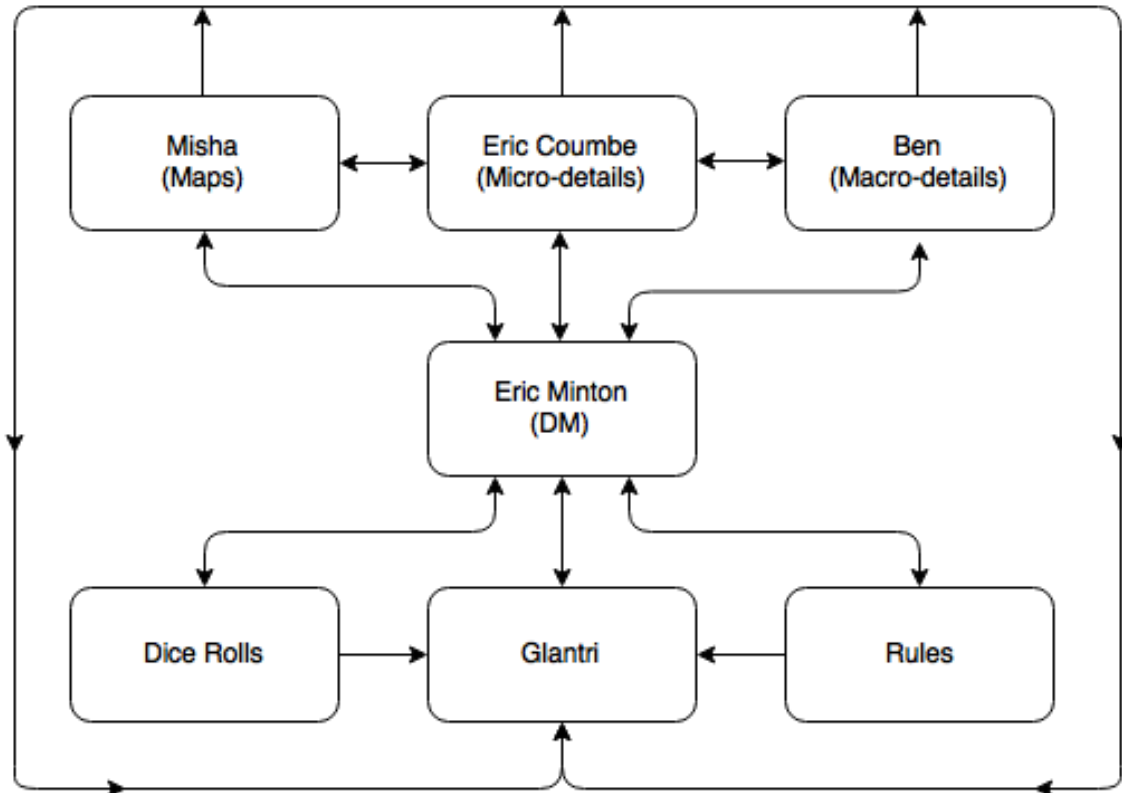 Misha
(Maps)
Eric Coumbe
(Micro-details)
Ben
(Macro-details)
Eric Minton
(DM)
Dice Rolls
Glantri
Rules